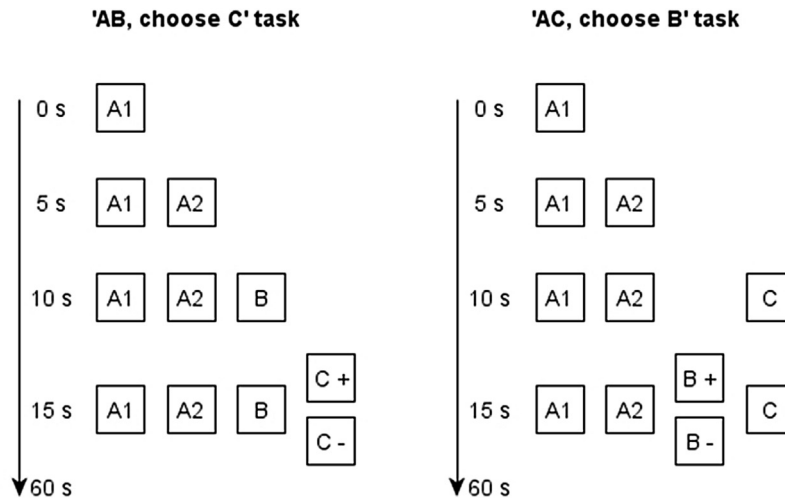 'AB, choose C' task
0 s A1
5 s A1 A2
10 s A1 A2 B
C +
15 s A1 A2 B
C -
60 s
'AC, choose B' task
0 s A1
5 s A1 A2
10 s A1 A2 C
B +
15 s A1 A2 C
B -
60 s